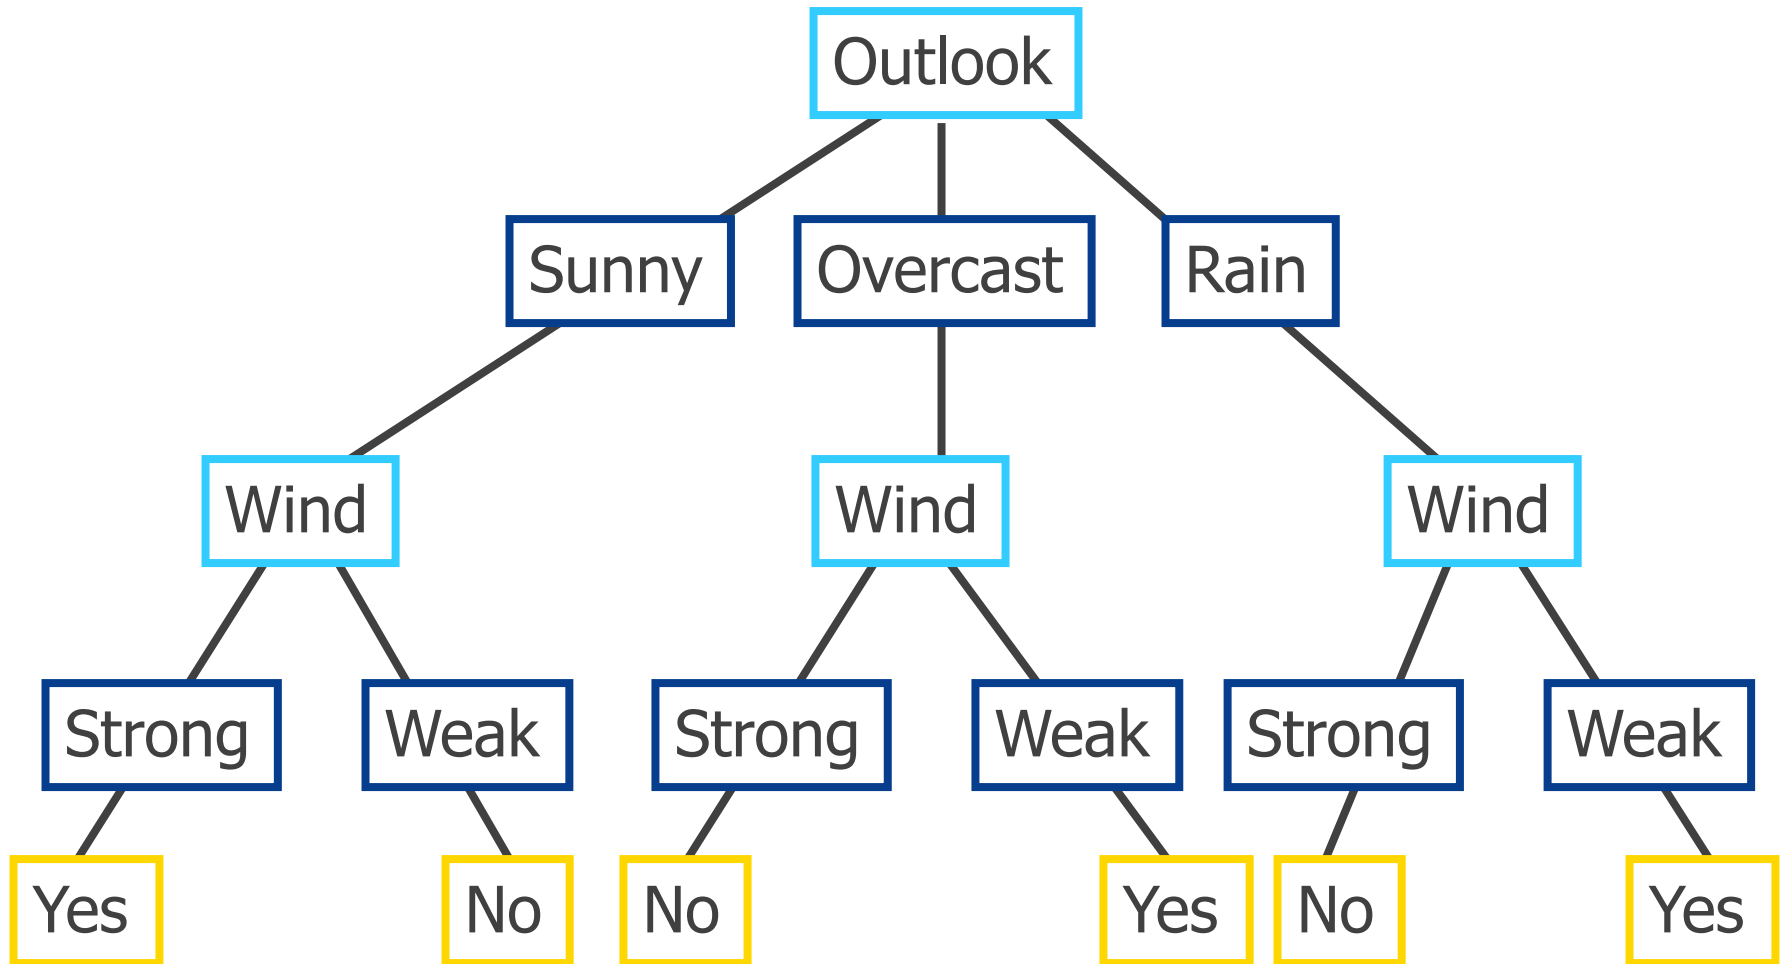 Outlook
Sunny Overcast Rain
Wind Wind Wind
Strong Weak Strong Weak Strong Weak
Yes No No Yes No Yes